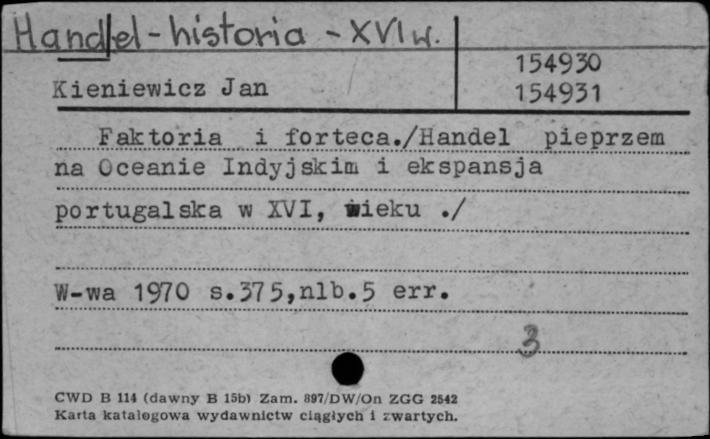 Handel - historia - XVI w.
154930
Kieniewicz Jan
154931
Faktoria i forteca./Handel pieprzem
na Oceanie Indyjskim i ekspansja
portugalska w XVI, wieku ./
W-wa 1970 s.375,nlb.5 err.
3
CWD B 114 (dawny B 15b) Zam. 897/DW/On ZGG 2542
Karta katalogowa wydawnictw ciągłych i zwartych.